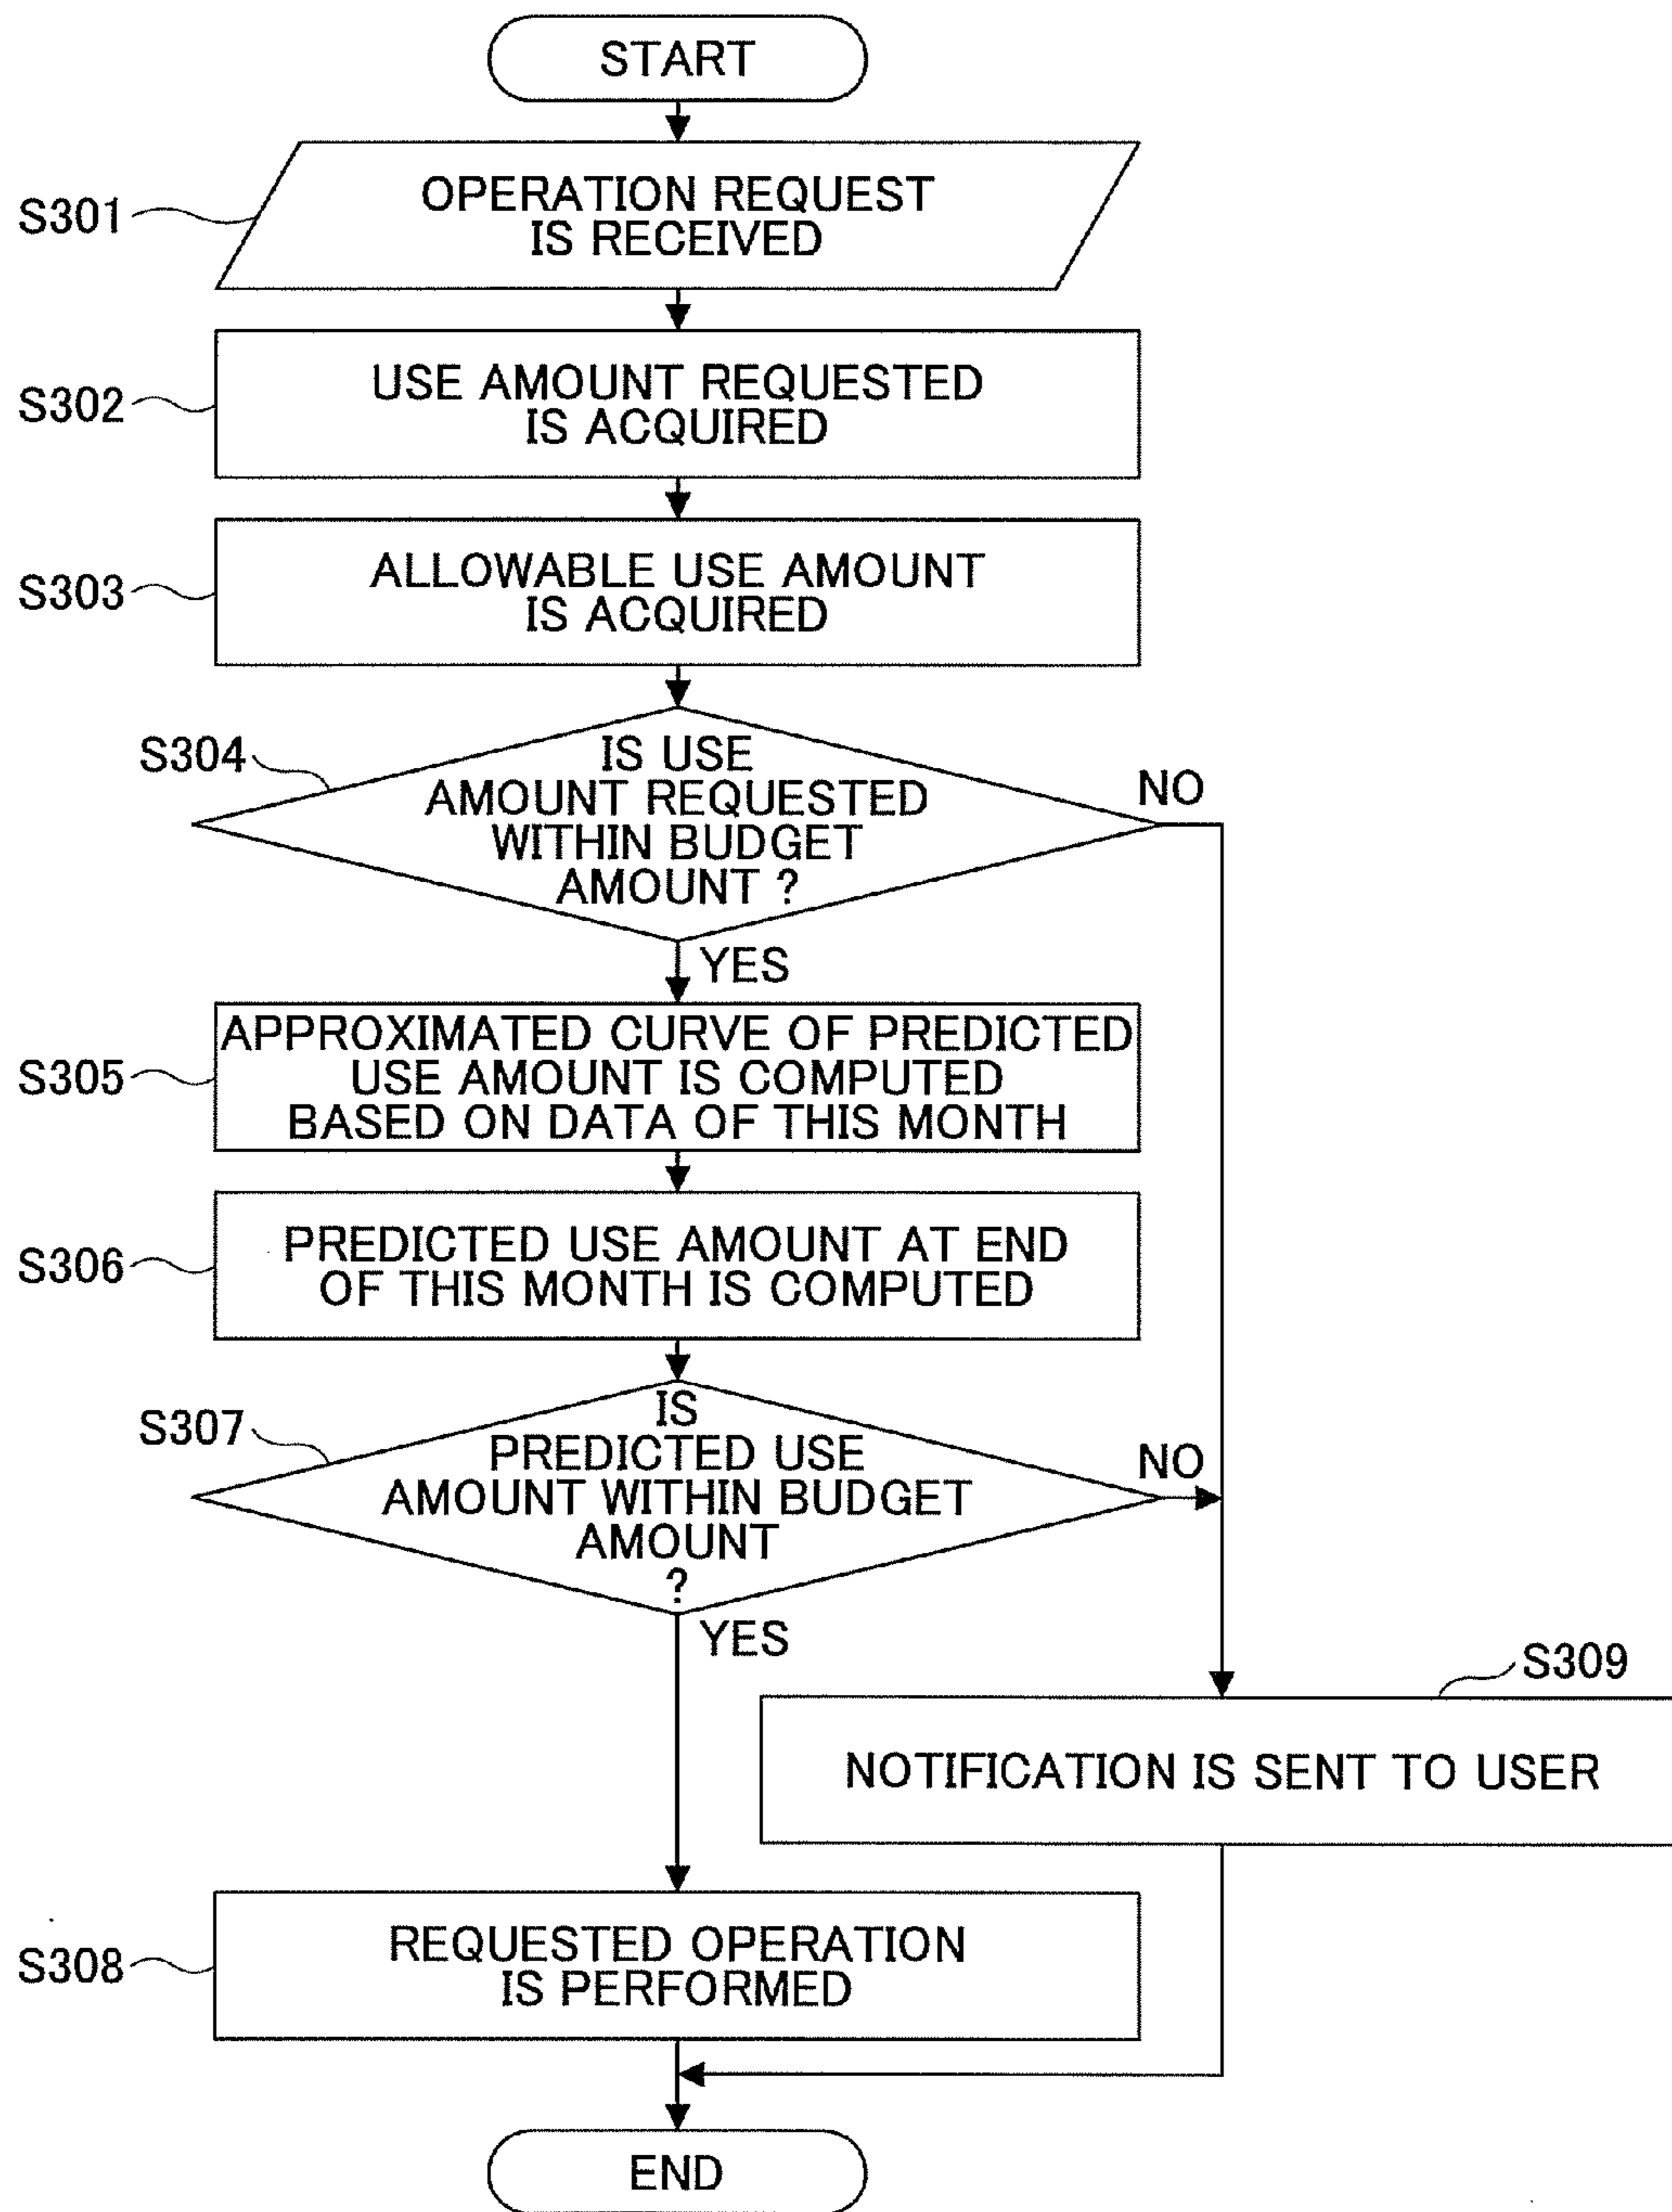 START
S301
OPERATION REQUEST
IS RECEIVED
S302
USE AMOUNT REQUESTED
IS ACQUIRED
S303
ALLOWABLE USE AMOUNT
IS ACQUIRED
S304
IS USE
AMOUNT REQUESTED
WITHIN BUDGET
AMOUNT ?
NO
YES
S305
APPROXIMATED CURVE OF PREDICTED
USE AMOUNT IS COMPUTED
BASED ON DATA OF THIS MONTH
S306
PREDICTED USE AMOUNT AT END
OF THIS MONTH IS COMPUTED
S307
IS
PREDICTED USE
AMOUNT WITHIN BUDGET
AMOUNT
?
NO
YES
S309
NOTIFICATION IS SENT TO USER
S308
REQUESTED OPERATION
IS PERFORMED
END